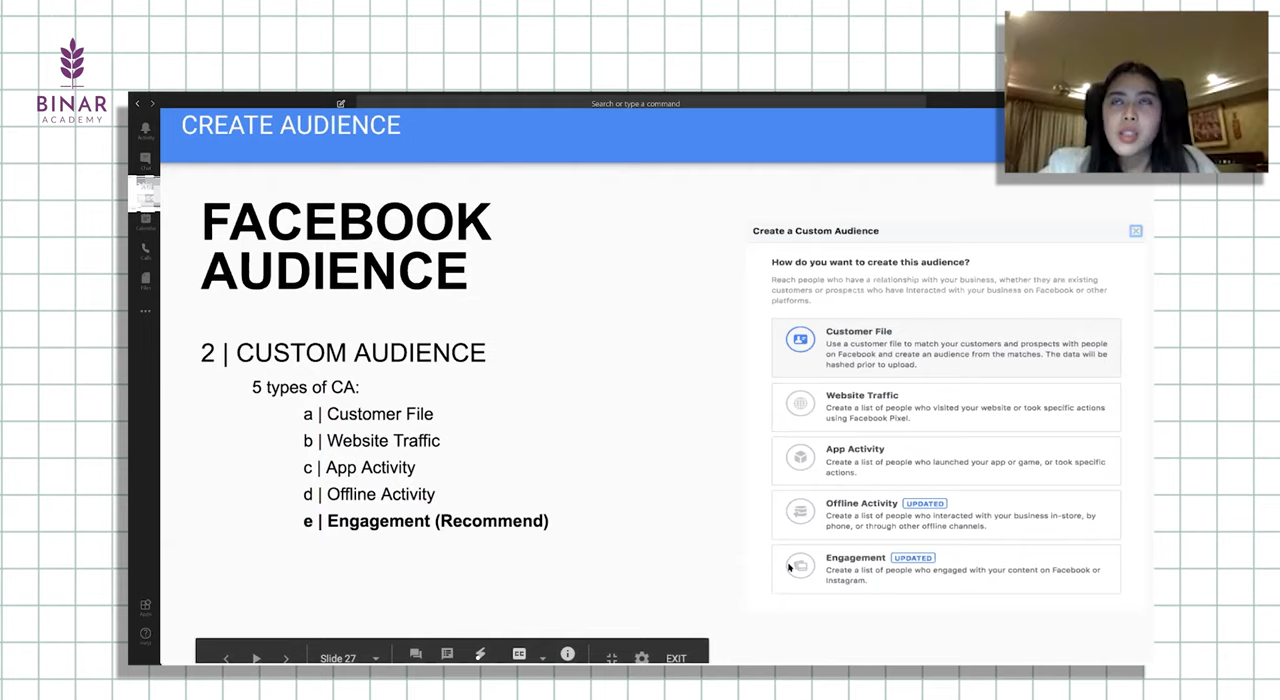 BINAR
ACADEMY
Search or type a command
Activity
Chat
Calendar
Calls
Files
Apps
Help
CREATE AUDIENCE
FACEBOOK
AUDIENCE
2 | CUSTOM AUDIENCE
5 types of CA:
a | Customer File
b | Website Traffic
c | App Activity
d | Offline Activity
e | Engagement (Recommend)
Create a Custom Audience
How do you want to create this audience?
Reach people who have a relationship with your business, whether they are existing
customers or prospects who have interacted with your business on Facebook or other
platforms.
Customer File
Use a customer file to match your customers and prospects with people
on Facebook and create an audience from the matches. The data will be
hashed prior to upload.
Website Traffic
Create a list of people who visited your website or took specific actions
using Facebook Pixel.
App Activity
Create a list of people who launched your app or game, or took specific
actions.
Offline Activity UPDATED
Create a list of people who interacted with your business in-store, by
phone, or through other offline channels.
Engagement UPDATED
Create a list of people who engaged with your content on Facebook or
Instagram.
Slide 27
CC
EXIT